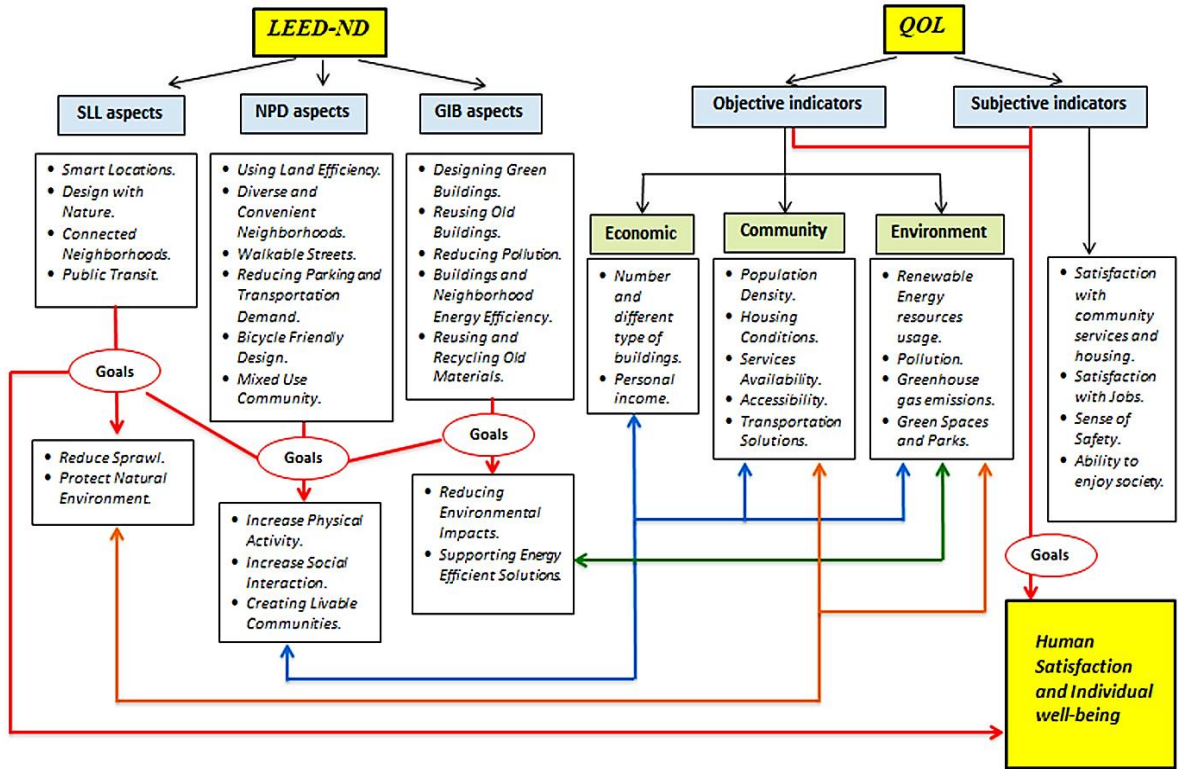 LEED-ND
QOL
SLL aspects
NPD aspects
GIB aspects
Objective indicators
Subjective indicators
• Smart Locations.
• Design with
Nature.
• Connected
Neighborhoods.
• Public Transit.
• Using Land Efficiency.
• Diverse and
Convenient
Neighborhoods.
• Walkable Streets.
• Reducing Parking and
Transportation
Demand.
• Bicycle Friendly
Design.
• Mixed Use
Community.
• Designing Green
Buildings.
• Reusing Old
Buildings.
• Reducing Pollution.
• Buildings and
Neighborhood
Energy Efficiency.
• Reusing and
Recycling Old
Materials.
Economic
Community
Environment
• Number
and
different
type of
buildings.
• Personal
income.
• Population
Density.
• Housing
Conditions.
• Services
Availability.
• Accessibility.
• Transportation
Solutions.
• Renewable
Energy
resources
usage.
• Pollution.
• Greenhouse
gas emissions.
• Green Spaces
and Parks.
• Satisfaction
with
community
services and
housing.
• Satisfaction
with Jobs.
• Sense of
Safety.
• Ability to
enjoy society.
Goals
Goals
Goals
Goals
• Reduce Sprawl.
• Protect Natural
Environment.
• Increase Physical
Activity.
• Increase Social
Interaction.
• Creating Livable
Communities.
• Reducing
Environmental
Impacts.
• Supporting Energy
Efficient Solutions.
Human
Satisfaction
and Individual
well-being